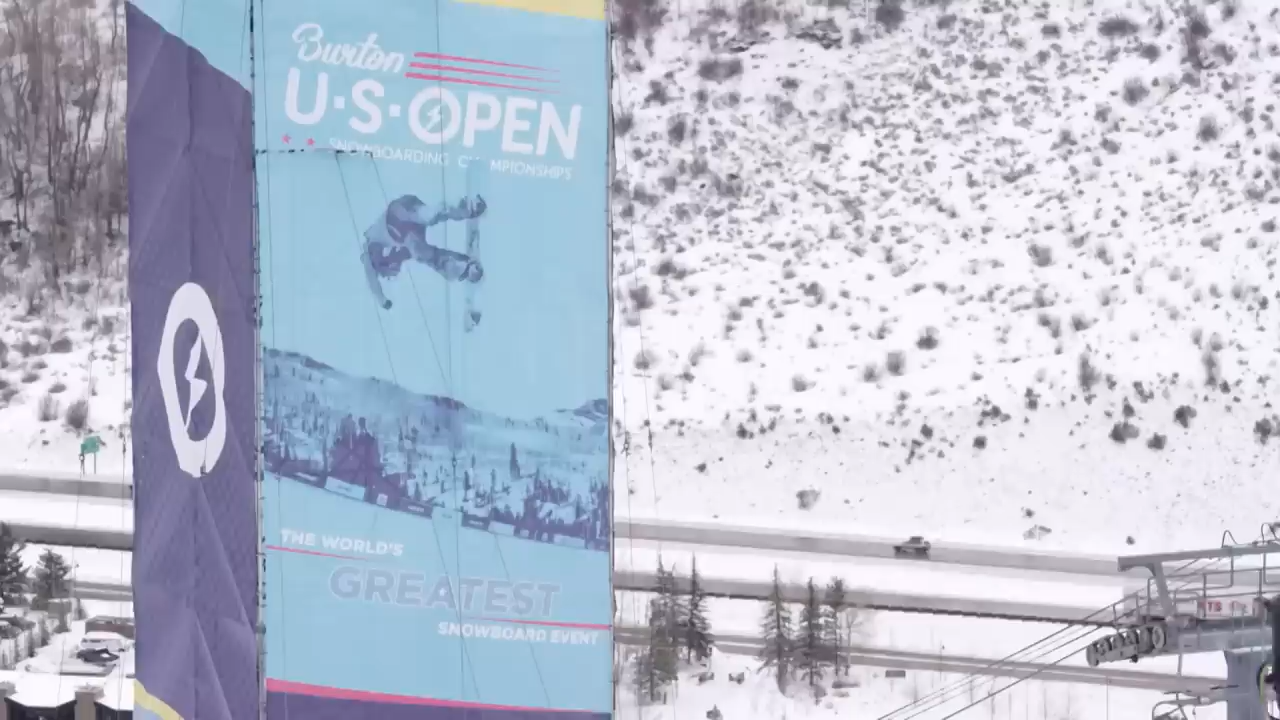 Burton
U·S·OPEN
SNOWBOARDING CHAMPIONSHIPS
THE WORLD'S
GREATEST
SNOWBOARD EVENT